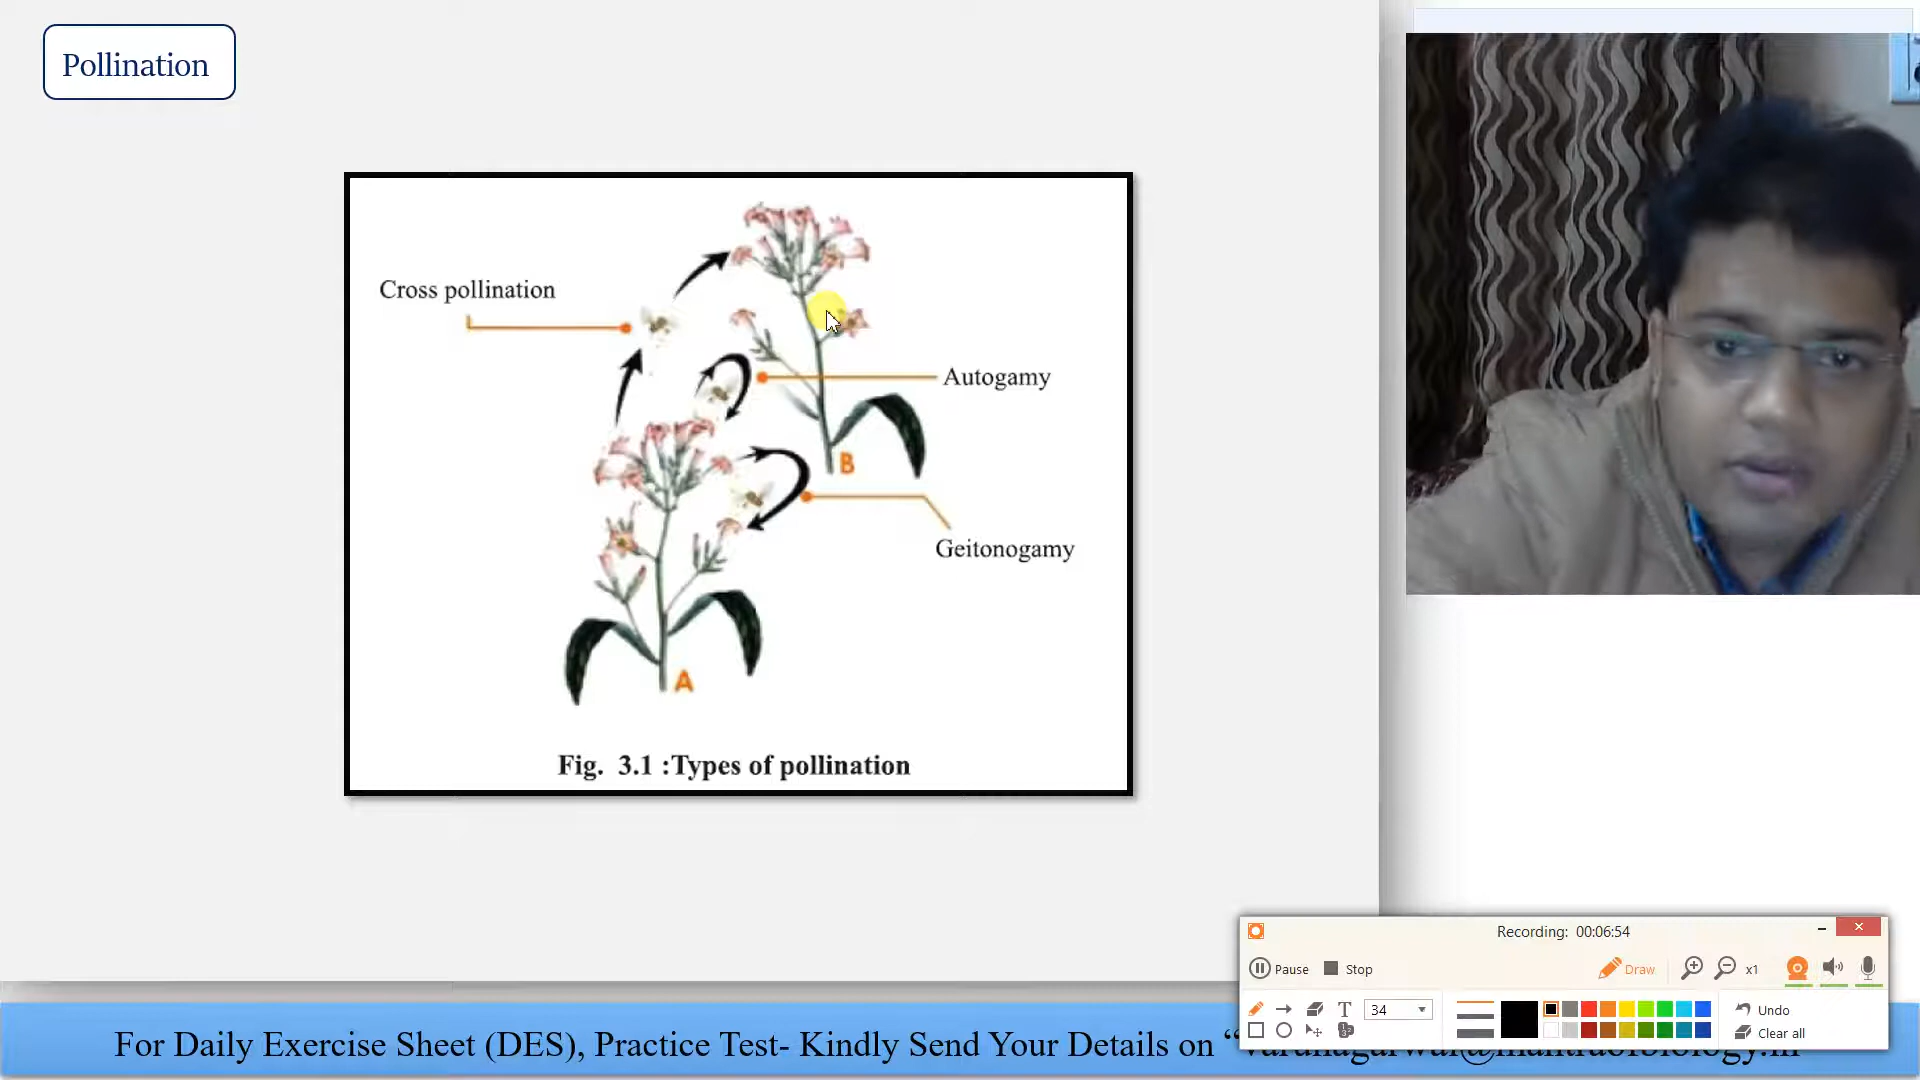 Pollination
Cross pollination
Autogamy
B
Geitonogamy
A
Fig. 3.1 :Types of pollination
Recording: 00:06:54
Pause
Stop
Draw
x1
T
34
Undo
Clear all
For Daily Exercise Sheet (DES), Practice Test- Kindly Send Your Details on “